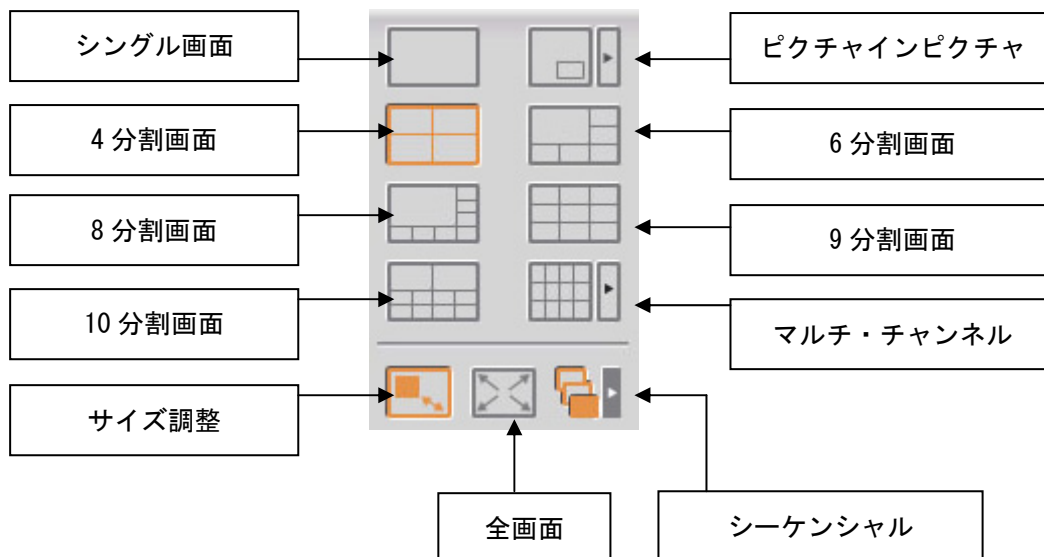 シングル画面
ピクチャインピクチャ
4 分割画面
6 分割画面
8 分割画面
9 分割画面
10 分割画面
マルチ・チャンネル
サイズ調整
全画面
シーケンシャル